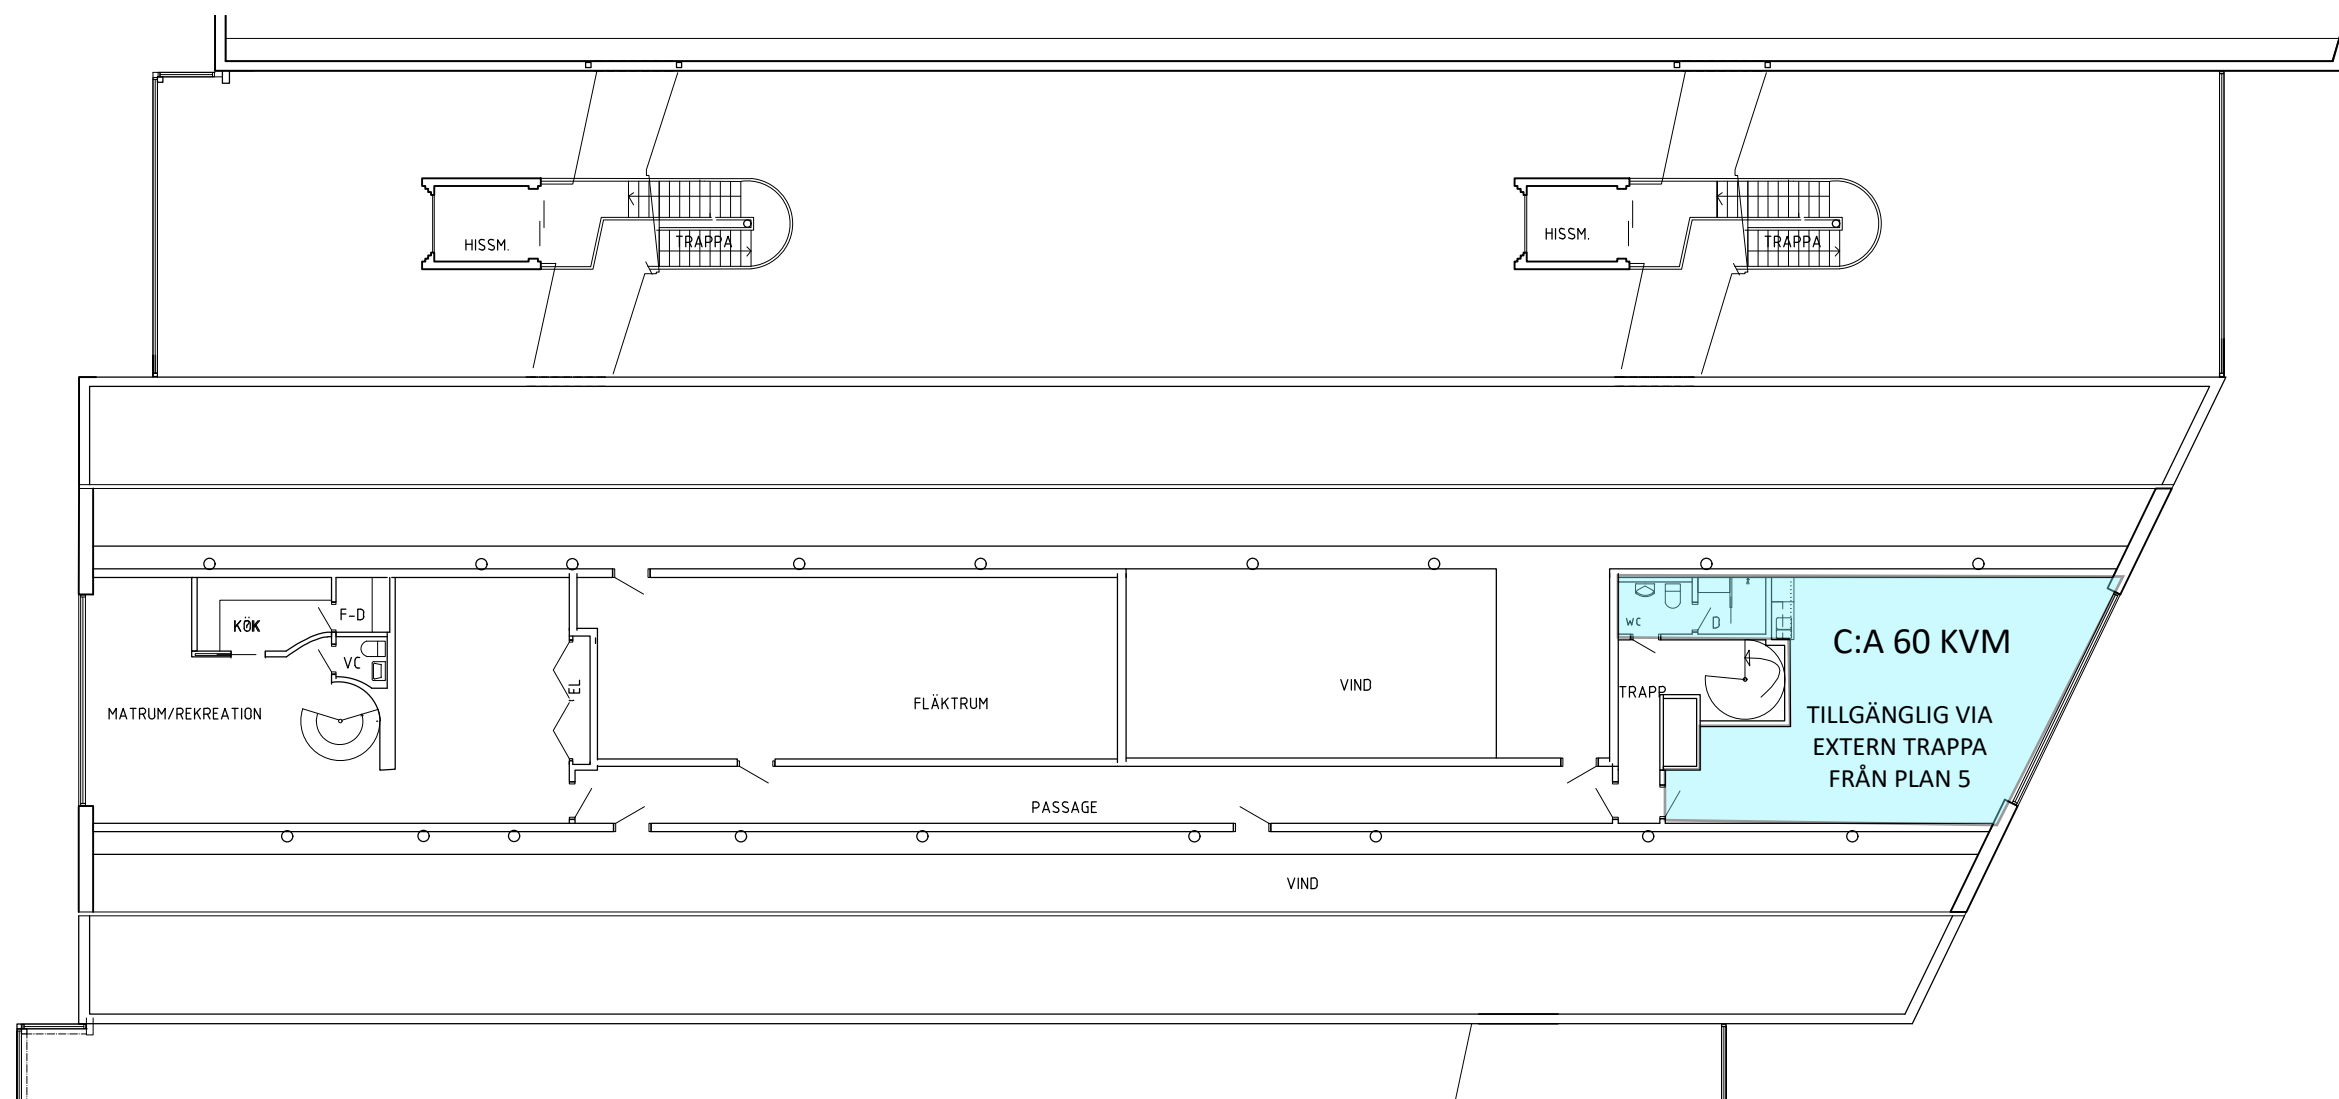 HISSM.
TRAPPA
HISSM.
TRAPPA
KÖK
F-D
VC
MATRUM/REKREATION
TEL
FLÄKTRUM
VIND
WC
D
TRAPP
C:A 60 KVM
TILLGÄNGLIG VIA
EXTERN TRAPPA
FRÅN PLAN 5
PASSAGE
VIND